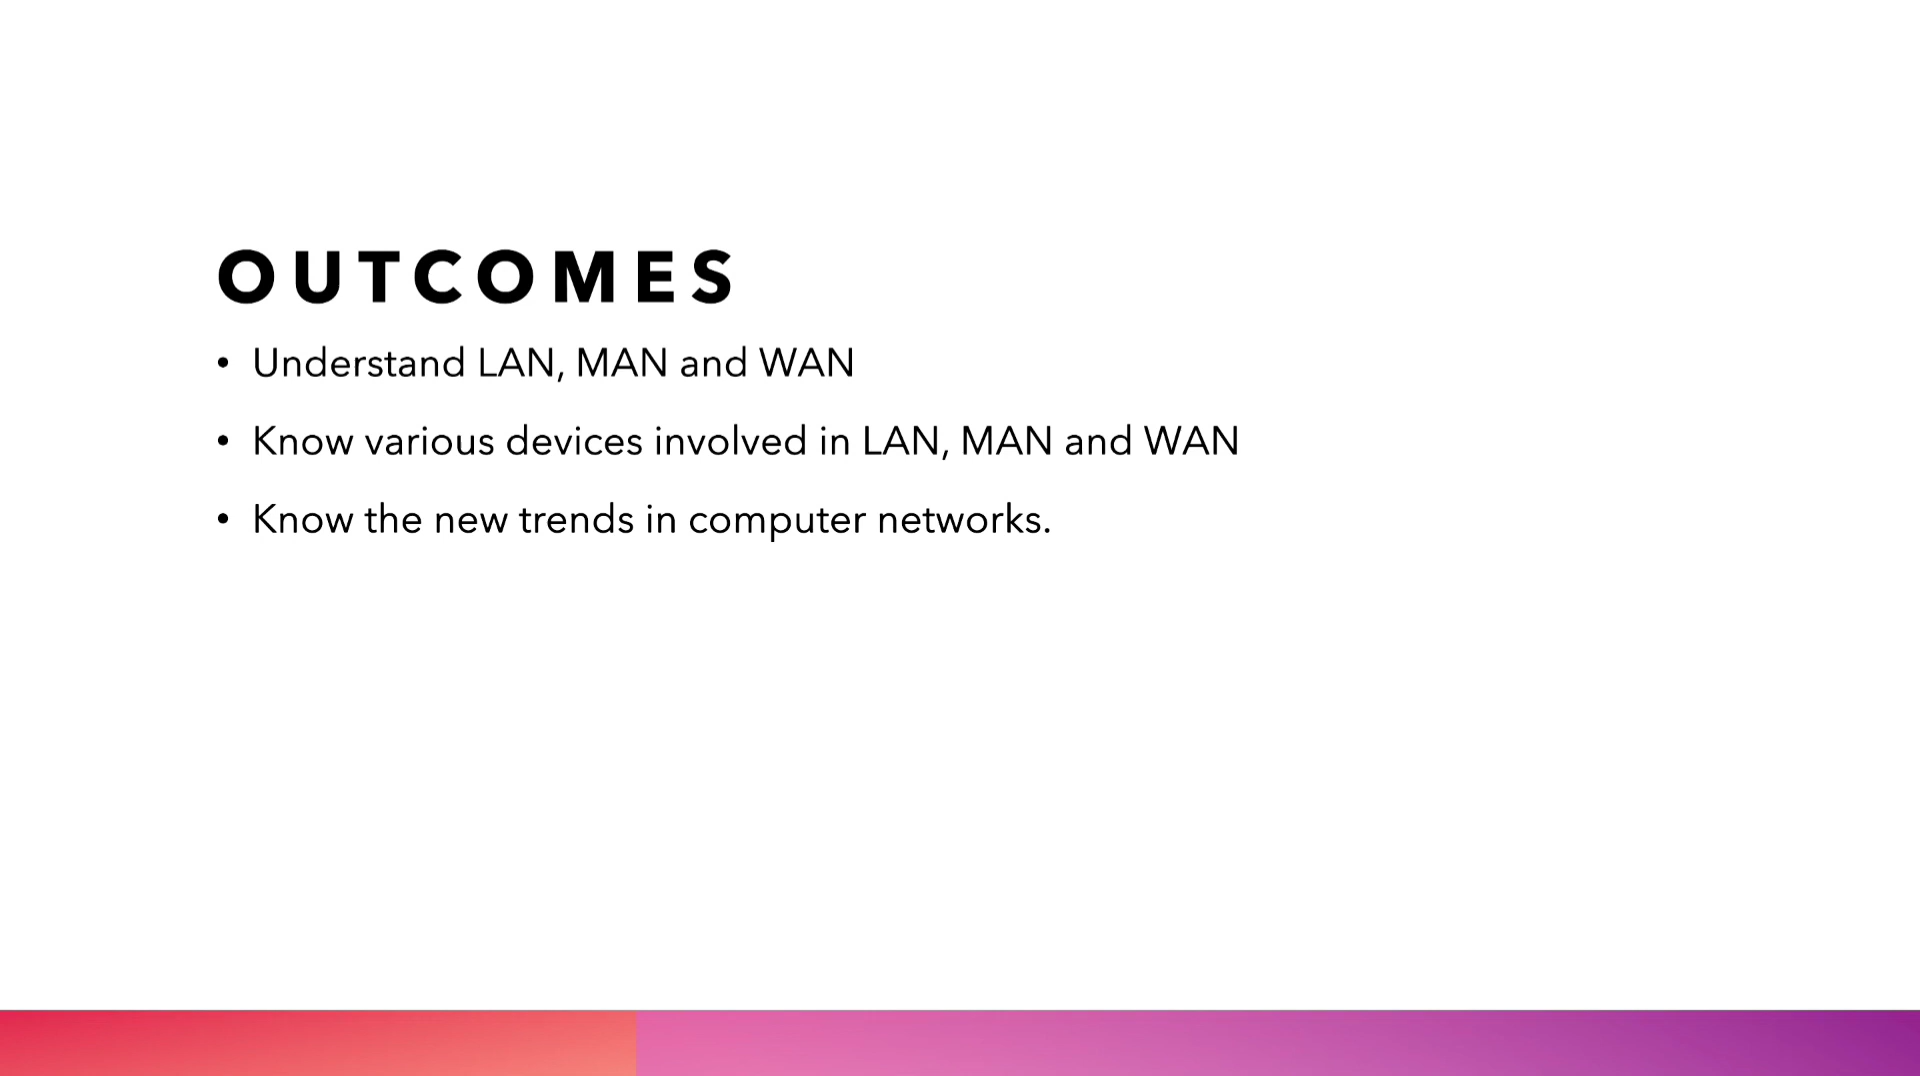 OUTCOMES
• Understand LAN, MAN and WAN
• Know various devices involved in LAN, MAN and WAN
• Know the new trends in computer networks.